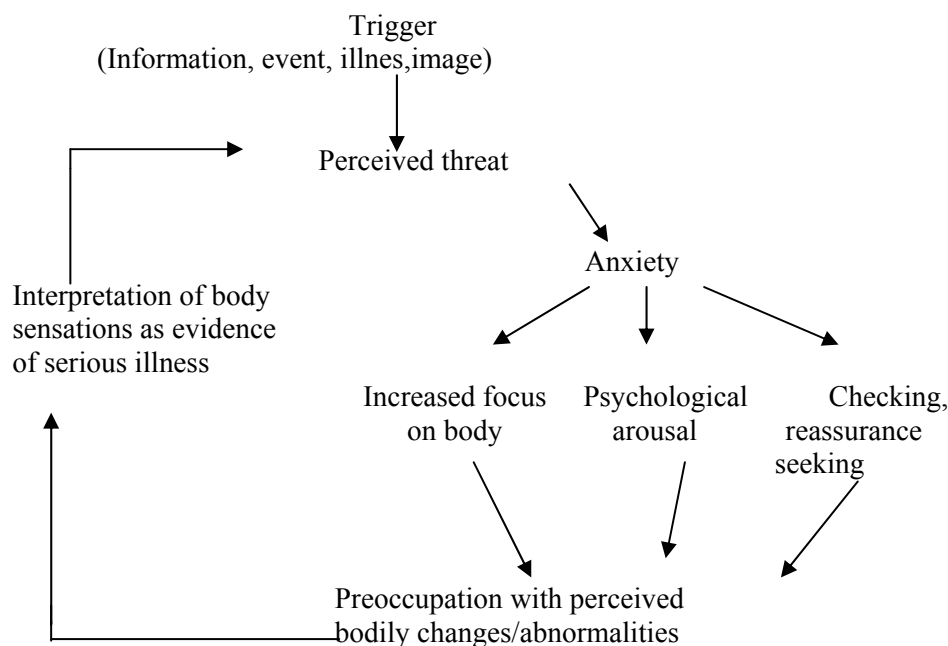 Trigger
(Information, event, illnes,image)
Perceived threat
Anxiety
Interpretation of body
sensations as evidence
of serious illness
Increased focus
on body
Psychological
arousal
Checking,
reassurance
seeking
Preoccupation with perceived
bodily changes/abnormalities